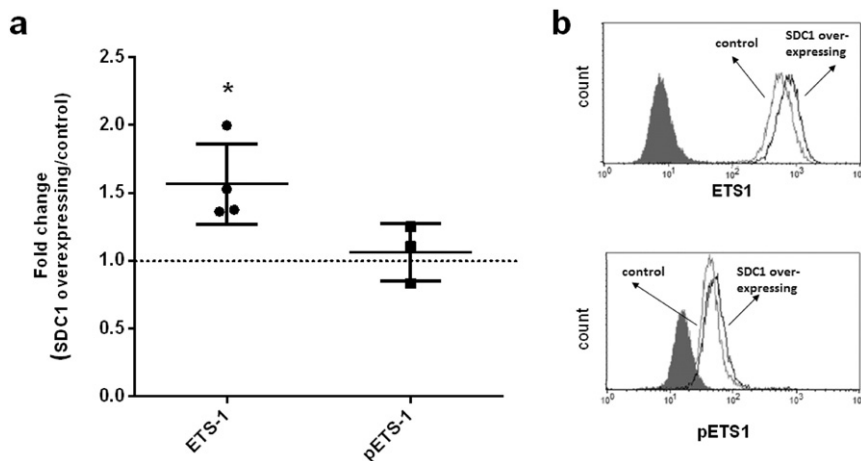 a
Fold change
(SDC1 overexpressing/control)
2.5
2.0
1.5
1.0
0.5
0.0
*
ETS-1
pETS-1
b
count
control
SDC1 over-
expressing
10⁰
10¹
10²
10³
10
ETS1
count
control
SDC1 over-
expressing
10⁰
10¹
10²
10³
10
pETS1